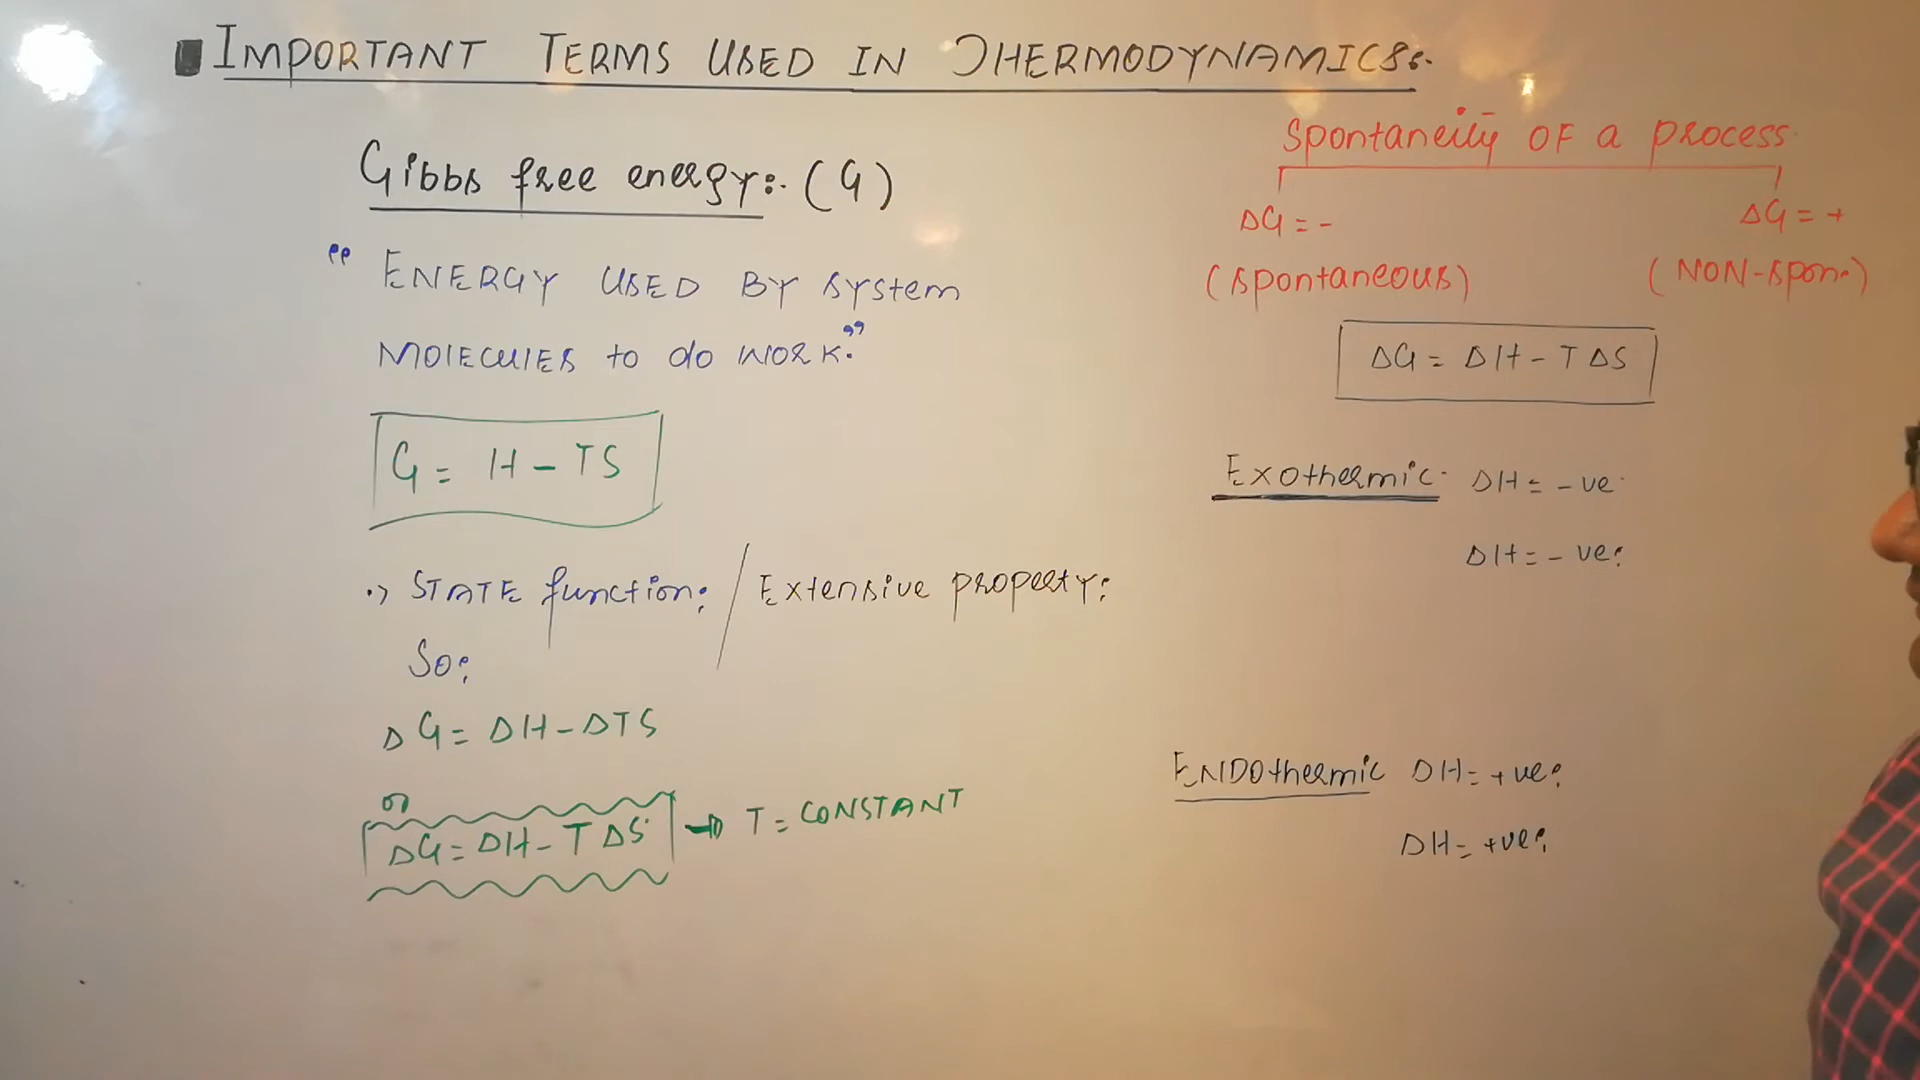 IMPORTANT TERMS USED IN THERMODYNAMICS:.
Gibbs free energy:. (G)
"ENERGY USED BY System
MOlECUlES to do WORK."
G = H - TS
.> STATE function: / Extensive property:
So:
ΔG = ΔH - ΔTS
or
ΔG = ΔH - TΔS → T = CONSTANT
Spontaneity OF a process
ΔG = -
ΔG = +
(spontaneous)
(NON-spon.)
ΔG = ΔH - TΔS
Exothermic. ΔH = -ve
ΔH = -ve:
ENDOthermic ΔH = +ve:
ΔH = +ve: